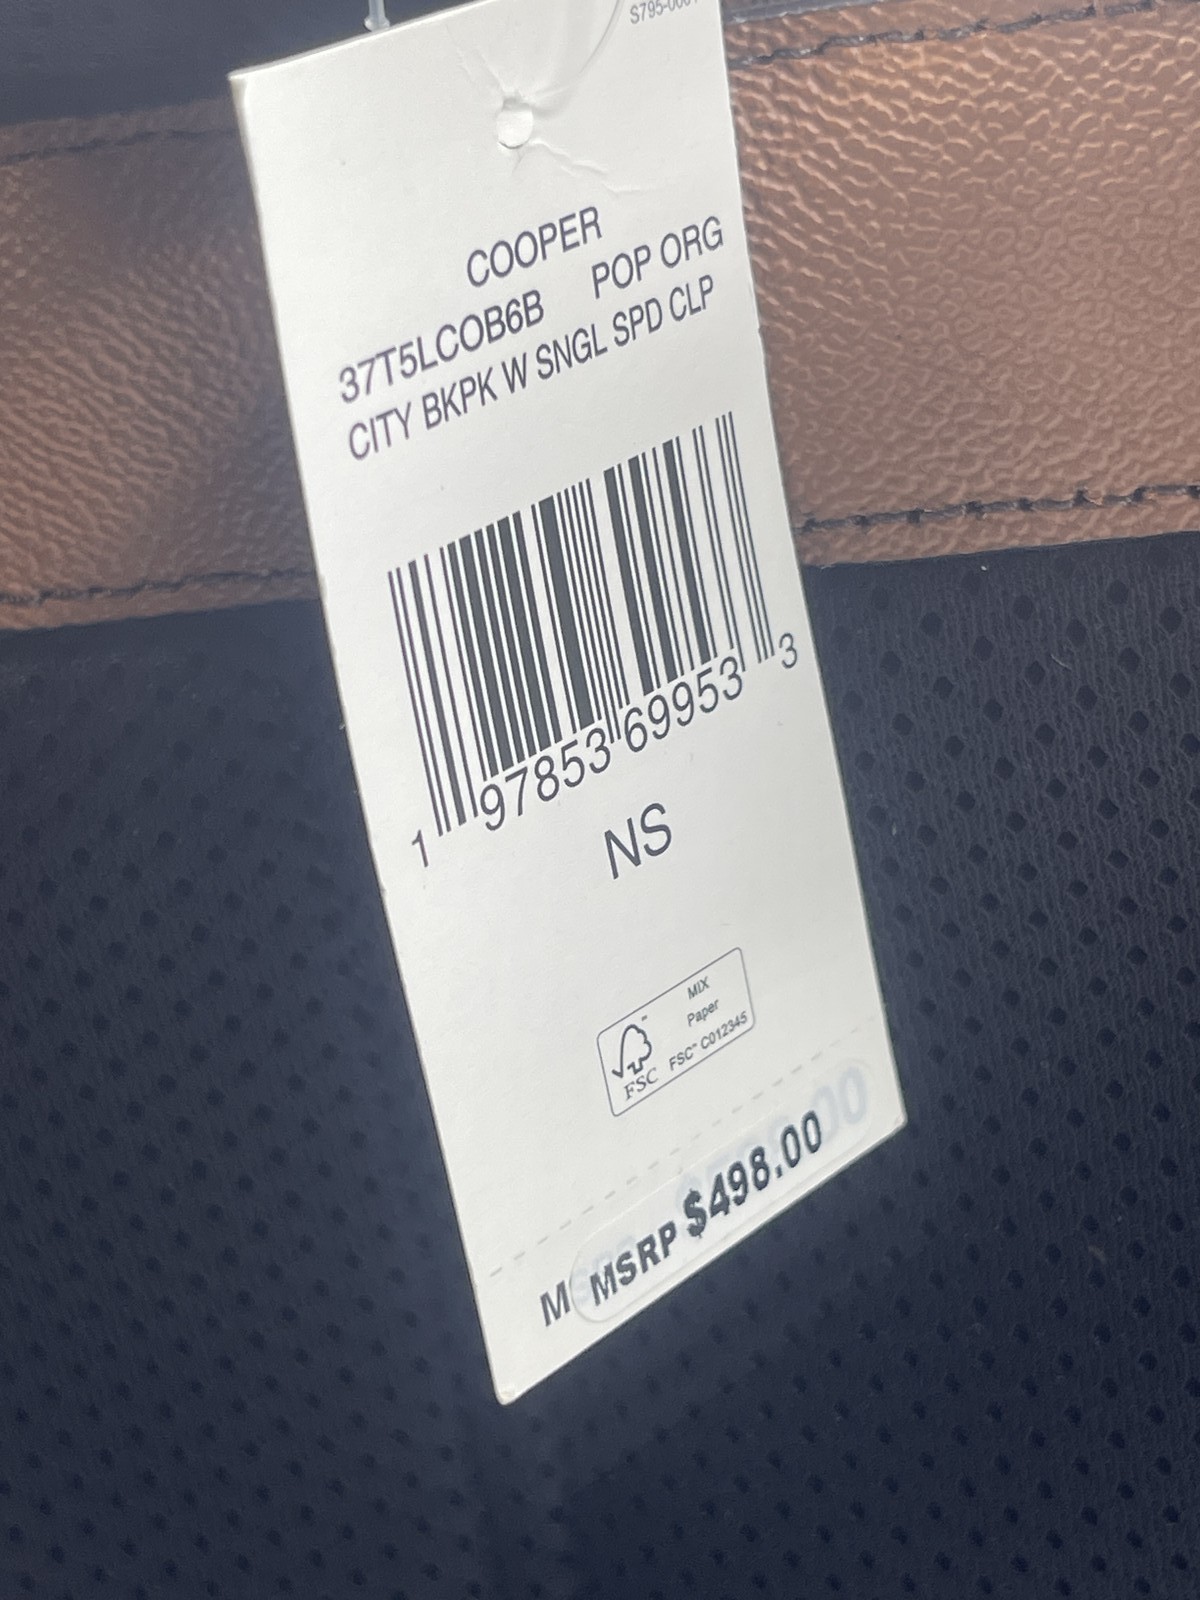 COOPER
37T5LCOB6B POP ORG
CITY BKPK W SNGL SPD CLP
1 97853 69953 3
NS
FSC
MIX
Paper
FSC™ C012345
MSRP $498.00